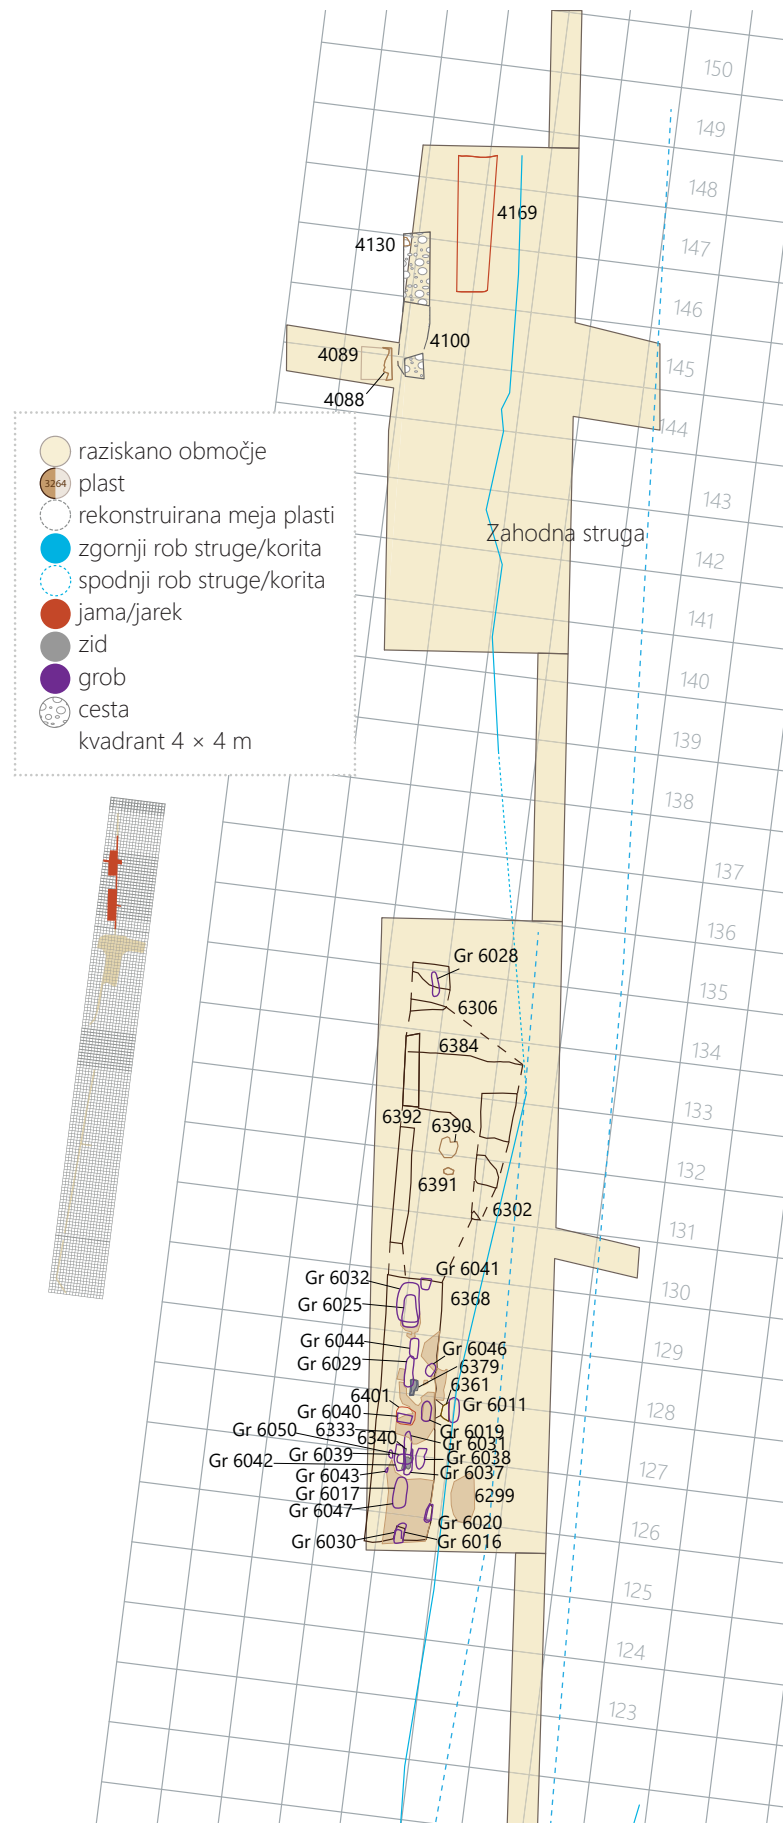 150
149
148
4169
4130
147
146
4100
4089
145
4088
144
raziskano območje
3264
plast
143
rekonstruirana meja plasti
Zahodna struga
zgornji rob struge/korita
142
spodnji rob struge/korita
jama/jarek
141
zid
grob
140
cesta
kvadrant 4 × 4 m
139
138
137
136
Gr 6028
135
6306
6384
134
6392
133
6390
132
6391
6302
131
Gr 6041
Gr 6032
130
Gr 6025
6368
Gr 6044
Gr 6046
129
Gr 6029
6379
6361
6401
Gr 6011
128
Gr 6040
Gr 6019
Gr 6050
6333
6340
Gr 6031
Gr 6039
Gr 6038
Gr 6042
Gr 6043
Gr 6037
127
Gr 6017
6299
Gr 6047
Gr 6020
126
Gr 6030
Gr 6016
125
124
123